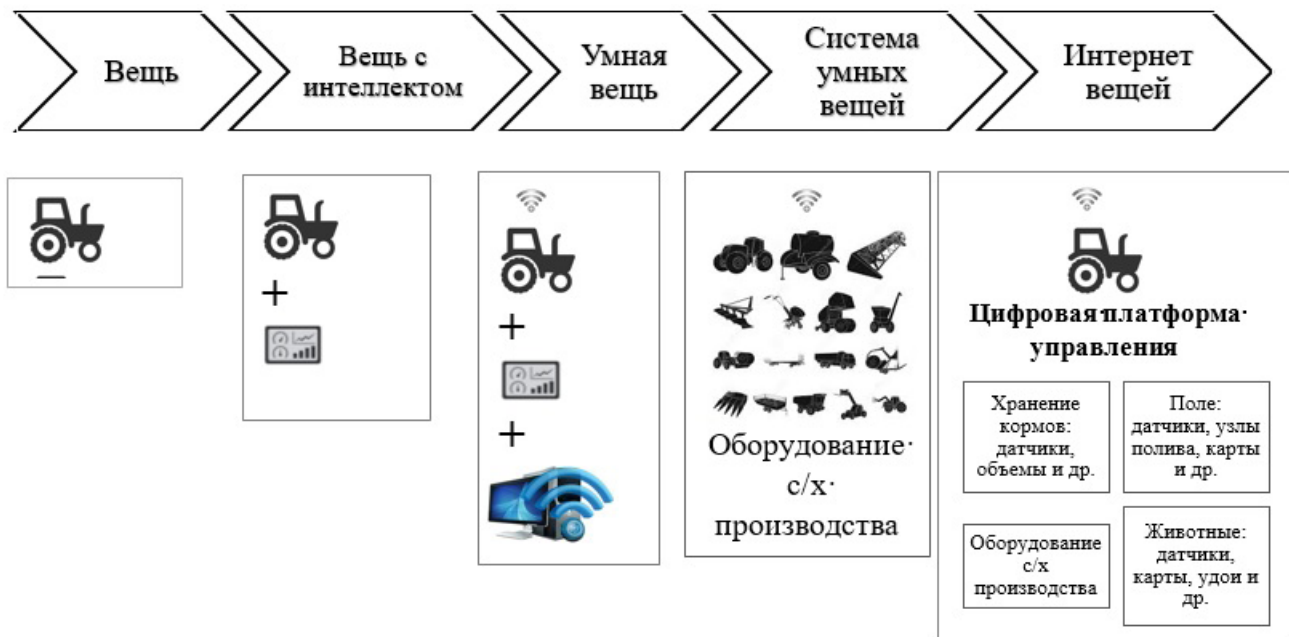 Вещь
Вещь с
интеллектом
Умная
вещь
Система
умных
вещей
Интернет
вещей
Оборудование·
с/х·
производства
Цифровая·платформа·
управления
Хранение
кормов:
датчики,
объемы и др.
Поле:
датчики, узлы
полива, карты
и др.
Оборудование
с/х
производства
Животные:
датчики,
карты, удои и
др.